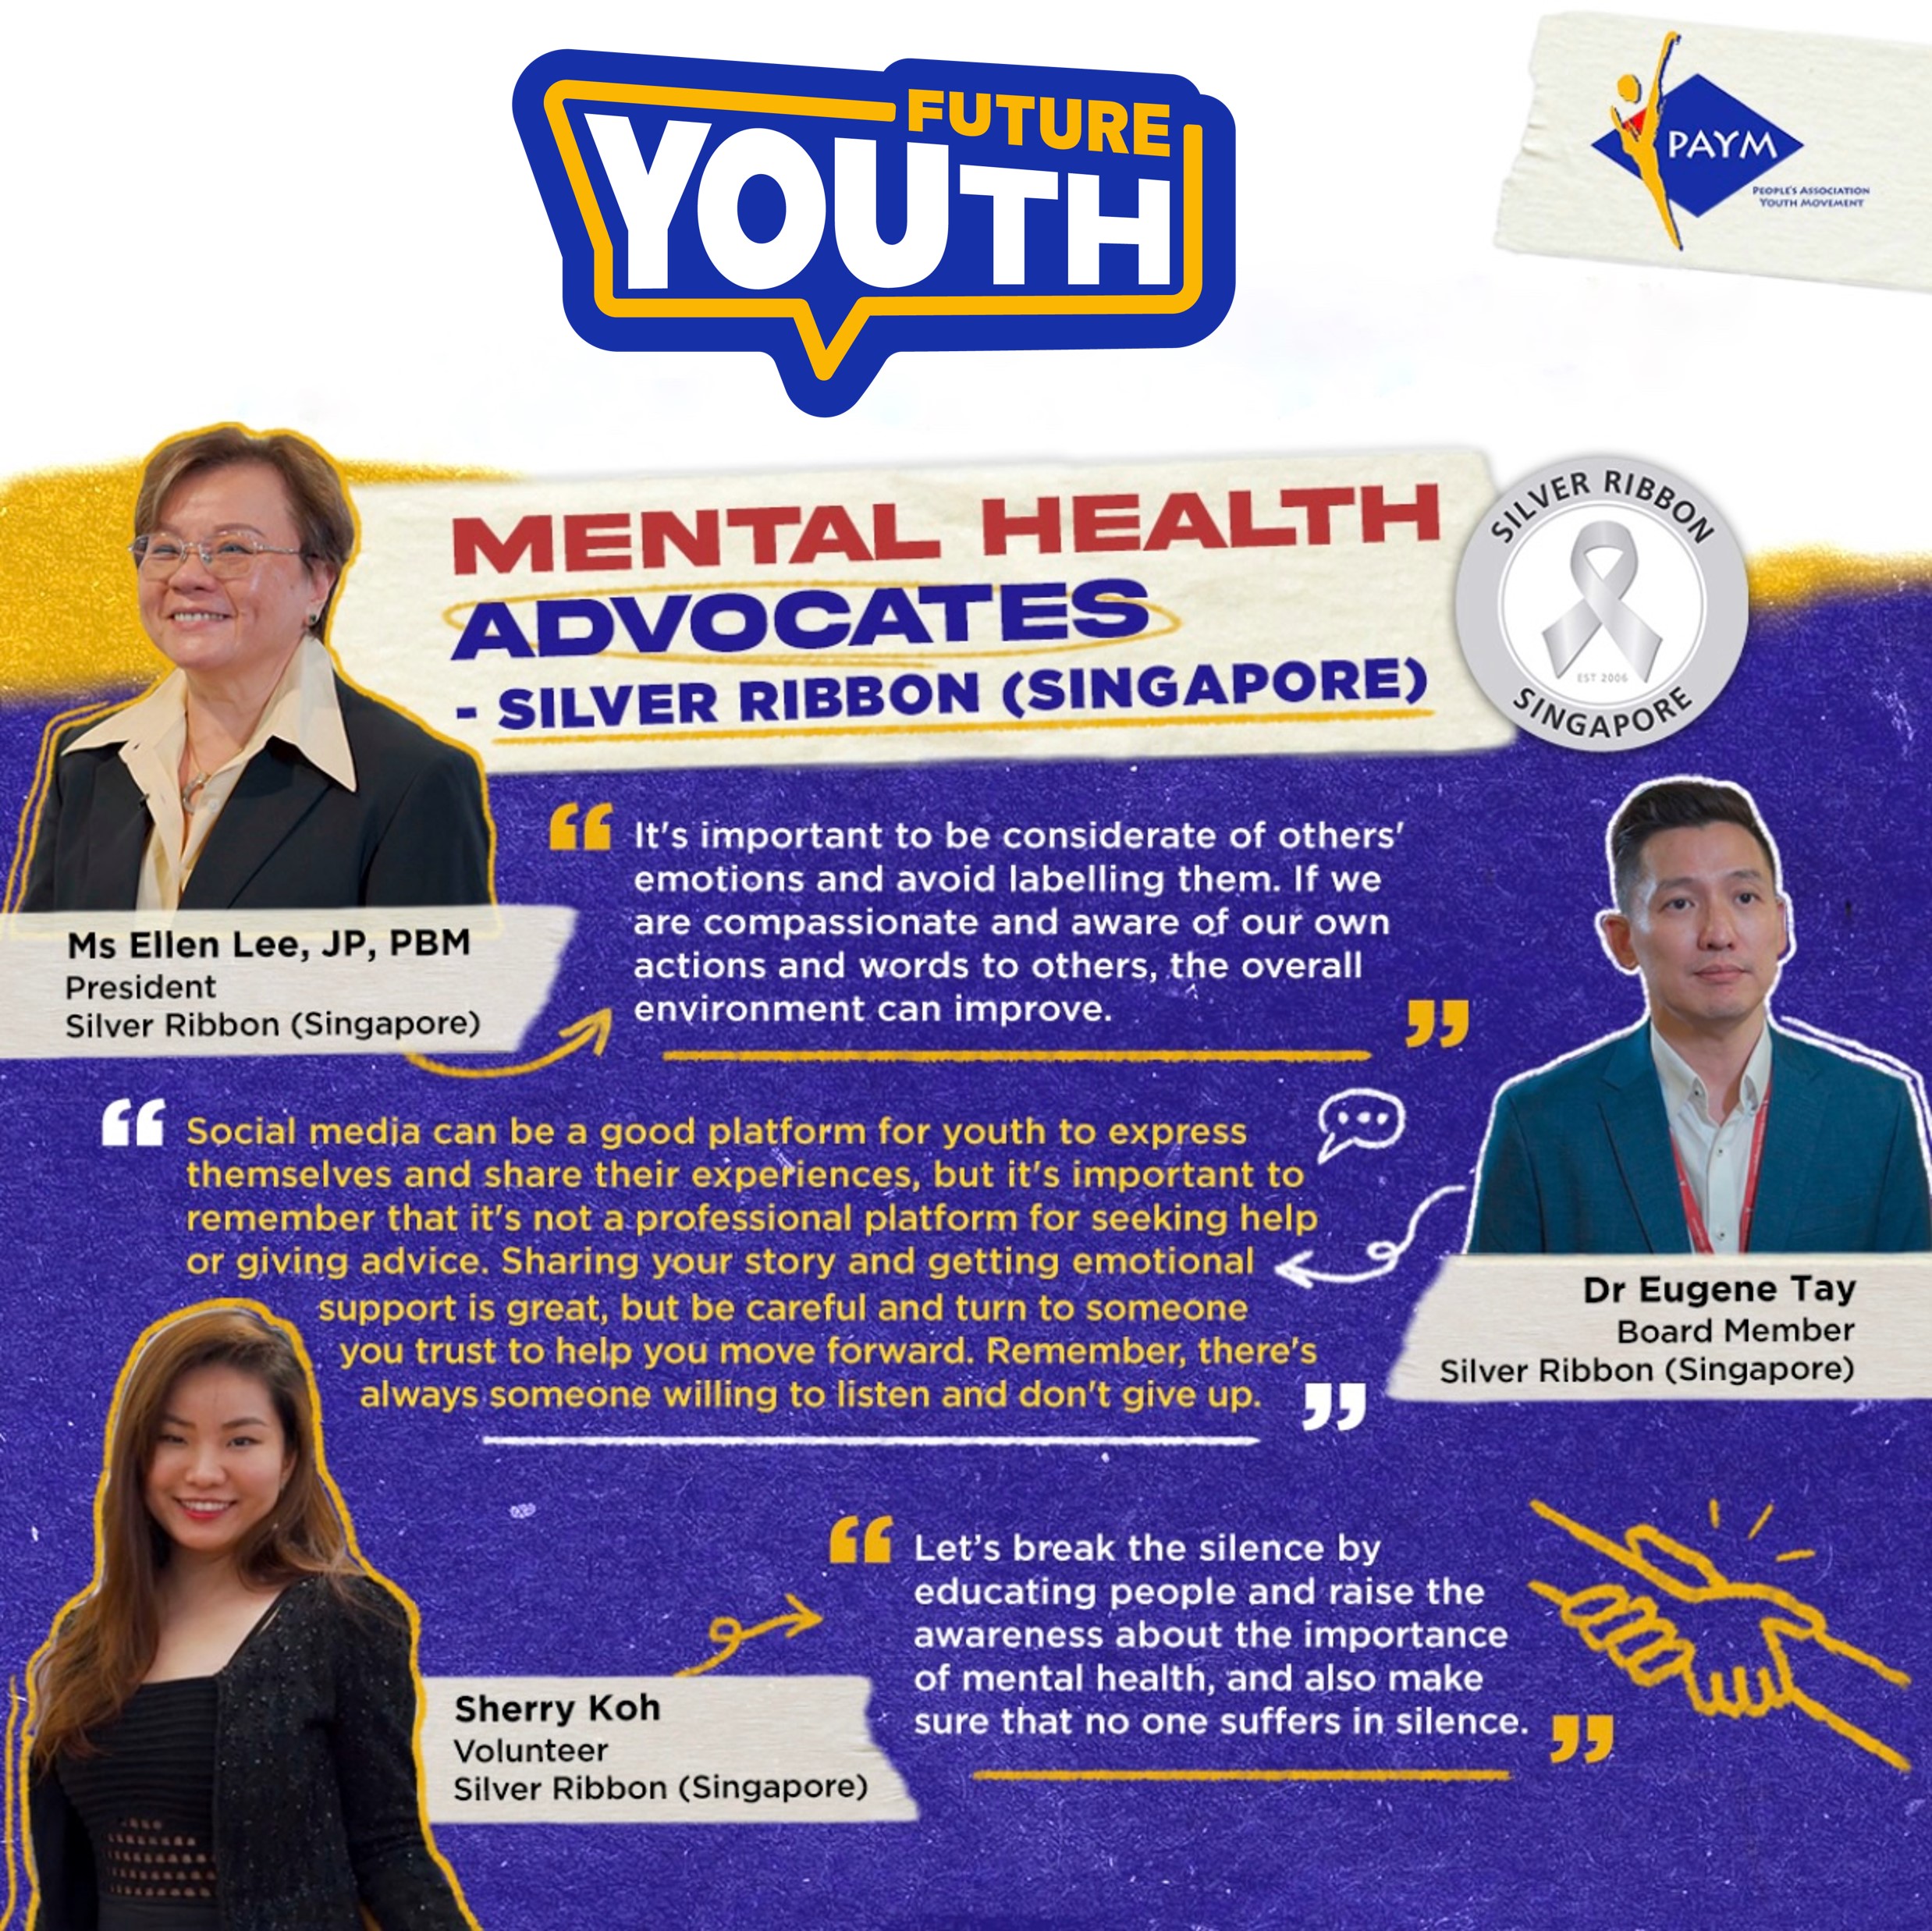 FUTURE
YOUTH
PAYM
PEOPLE'S ASSOCIATION
YOUTH MOVEMENT
MENTAL HEALTH
ADVOCATES
- SILVER RIBBON (SINGAPORE)
SILVER RIBBON
EST 2006
SINGAPORE
“ It's important to be considerate of others'
emotions and avoid labelling them. If we
are compassionate and aware of our own
actions and words to others, the overall
environment can improve. ”
Ms Ellen Lee, JP, PBM
President
Silver Ribbon (Singapore)
“ Social media can be a good platform for youth to express
themselves and share their experiences, but it's important to
remember that it's not a professional platform for seeking help
or giving advice. Sharing your story and getting emotional
support is great, but be careful and turn to someone
you trust to help you move forward. Remember, there's
always someone willing to listen and don't give up. ”
Dr Eugene Tay
Board Member
Silver Ribbon (Singapore)
“ Let’s break the silence by
educating people and raise the
awareness about the importance
of mental health, and also make
sure that no one suffers in silence. ”
Sherry Koh
Volunteer
Silver Ribbon (Singapore)